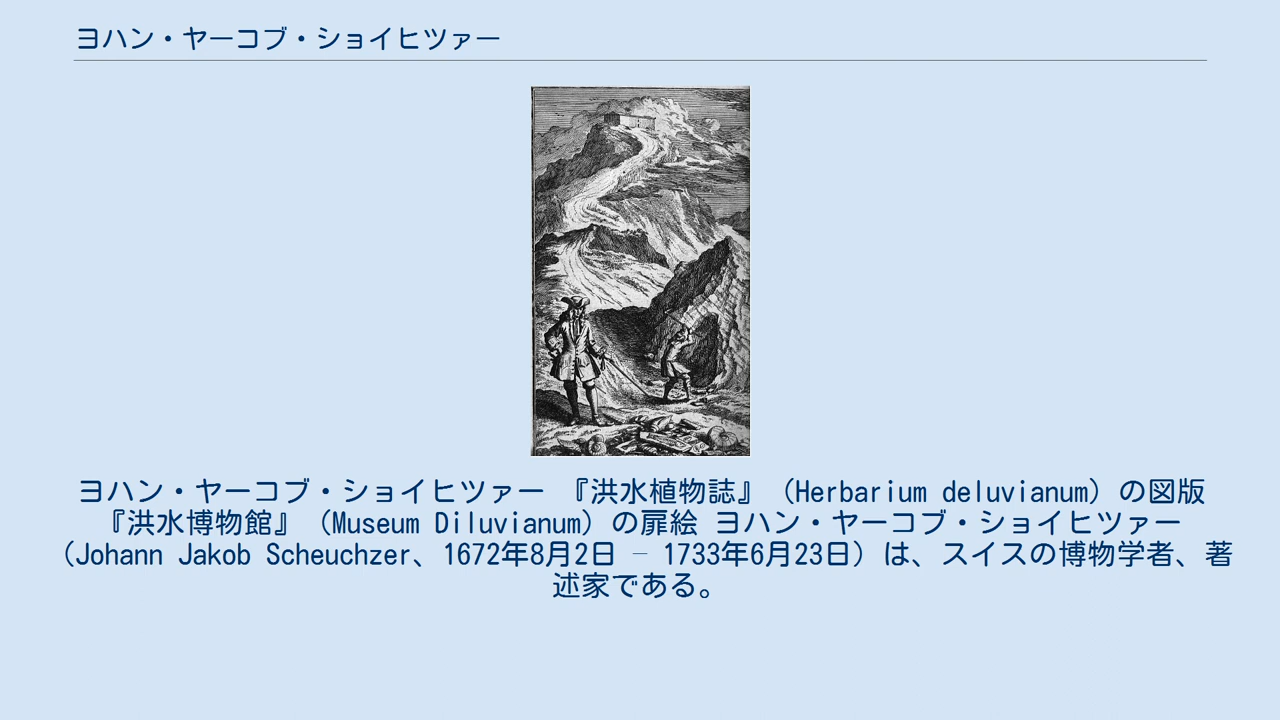 ヨハン・ヤーコブ・ショイヒツァー
ヨハン・ヤーコブ・ショイヒツァー 『洪水植物誌』（Herbarium deluvianum）の図版
『洪水博物館』（Museum Diluvianum）の扉絵 ヨハン・ヤーコブ・ショイヒツァー
（Johann Jakob Scheuchzer、1672年8月2日 – 1733年6月23日）は、スイスの博物学者、著
述家である。